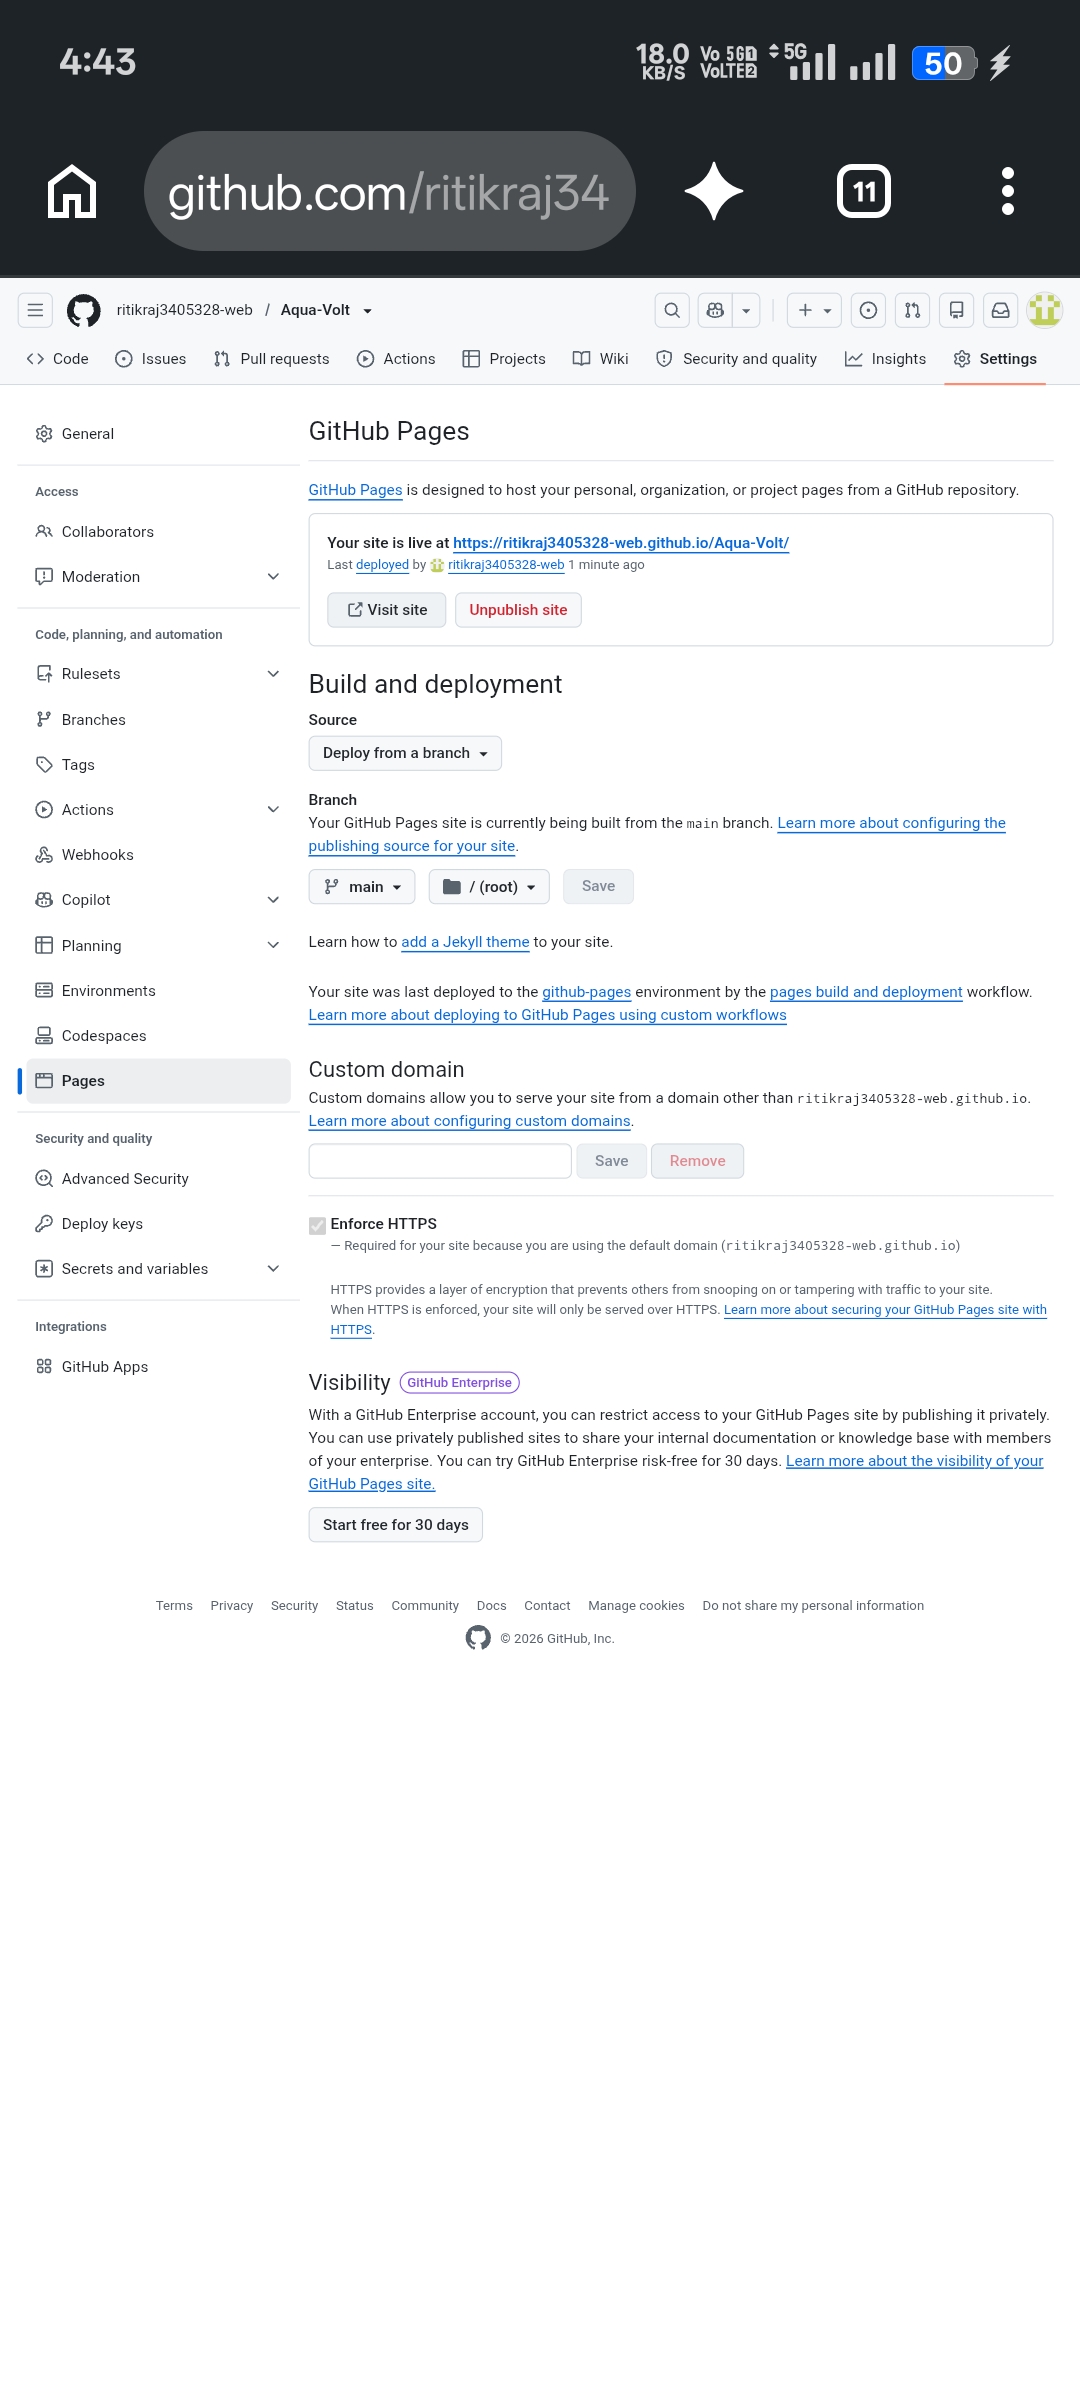 4:43
18.0 KB/S
Vo 5G 1
VoLTE 2
5G
50
github.com/ritikraj34
11
ritikraj3405328-web / Aqua-Volt
Code Issues Pull requests Actions Projects Wiki Security and quality Insights Settings
General
Access
Collaborators
Moderation
Code, planning, and automation
Rulesets
Branches
Tags
Actions
Webhooks
Copilot
Planning
Environments
Codespaces
Pages
Security and quality
Advanced Security
Deploy keys
Secrets and variables
Integrations
GitHub Apps
GitHub Pages
GitHub Pages is designed to host your personal, organization, or project pages from a GitHub repository.
Your site is live at https://ritikraj3405328-web.github.io/Aqua-Volt/
Last deployed by ritikraj3405328-web 1 minute ago
Visit site Unpublish site
Build and deployment
Source
Deploy from a branch
Branch
Your GitHub Pages site is currently being built from the main branch. Learn more about configuring the
publishing source for your site.
main / (root) Save
Learn how to add a Jekyll theme to your site.
Your site was last deployed to the github-pages environment by the pages build and deployment workflow.
Learn more about deploying to GitHub Pages using custom workflows
Custom domain
Custom domains allow you to serve your site from a domain other than ritikraj3405328-web.github.io.
Learn more about configuring custom domains.
Save Remove
Enforce HTTPS
— Required for your site because you are using the default domain (ritikraj3405328-web.github.io)
HTTPS provides a layer of encryption that prevents others from snooping on or tampering with traffic to your site.
When HTTPS is enforced, your site will only be served over HTTPS. Learn more about securing your GitHub Pages site with
HTTPS.
Visibility GitHub Enterprise
With a GitHub Enterprise account, you can restrict access to your GitHub Pages site by publishing it privately.
You can use privately published sites to share your internal documentation or knowledge base with members
of your enterprise. You can try GitHub Enterprise risk-free for 30 days. Learn more about the visibility of your
GitHub Pages site.
Start free for 30 days
Terms Privacy Security Status Community Docs Contact Manage cookies Do not share my personal information
© 2026 GitHub, Inc.